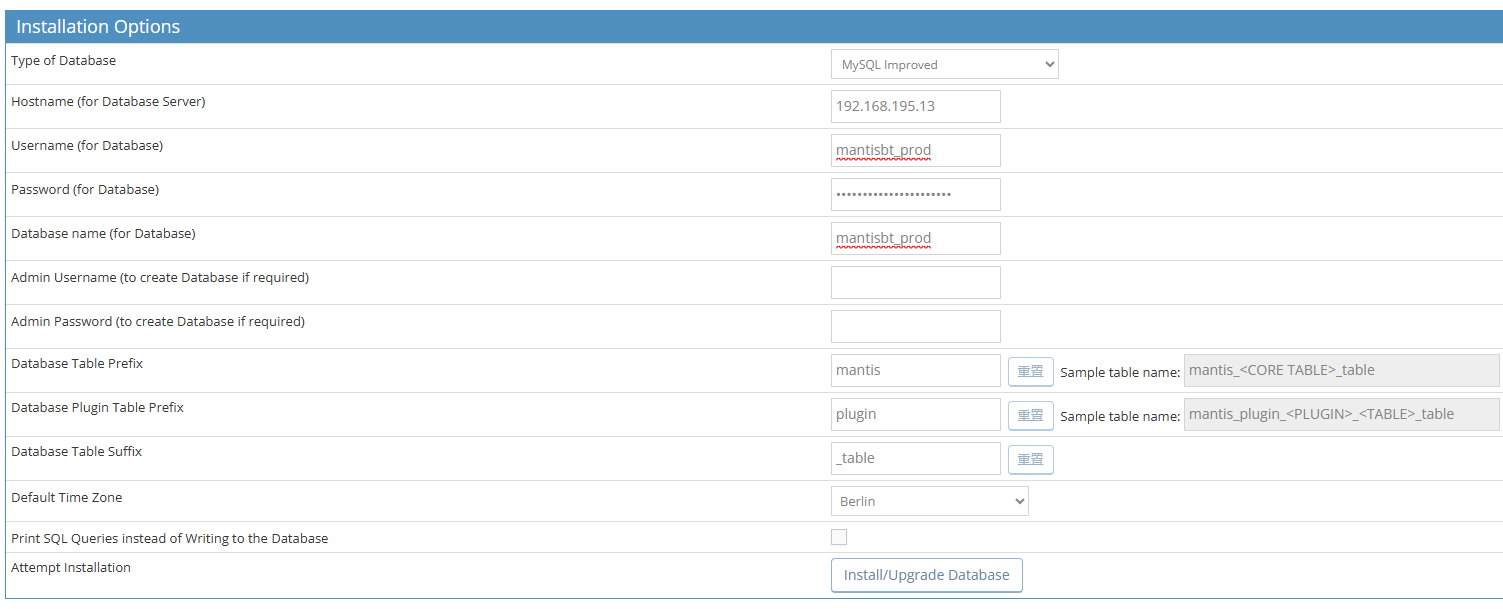 Installation Options
Type of Database MySQL Improved
Hostname (for Database Server) 192.168.195.13
Username (for Database) mantisbt_prod
Password (for Database) ••••••••••••••••••••••
Database name (for Database) mantisbt_prod
Admin Username (to create Database if required)
Admin Password (to create Database if required)
Database Table Prefix mantis 重置 Sample table name: mantis_<CORE TABLE>_table
Database Plugin Table Prefix plugin 重置 Sample table name: mantis_plugin_<PLUGIN>_<TABLE>_table
Database Table Suffix _table 重置
Default Time Zone Berlin
Print SQL Queries instead of Writing to the Database
Attempt Installation Install/Upgrade Database